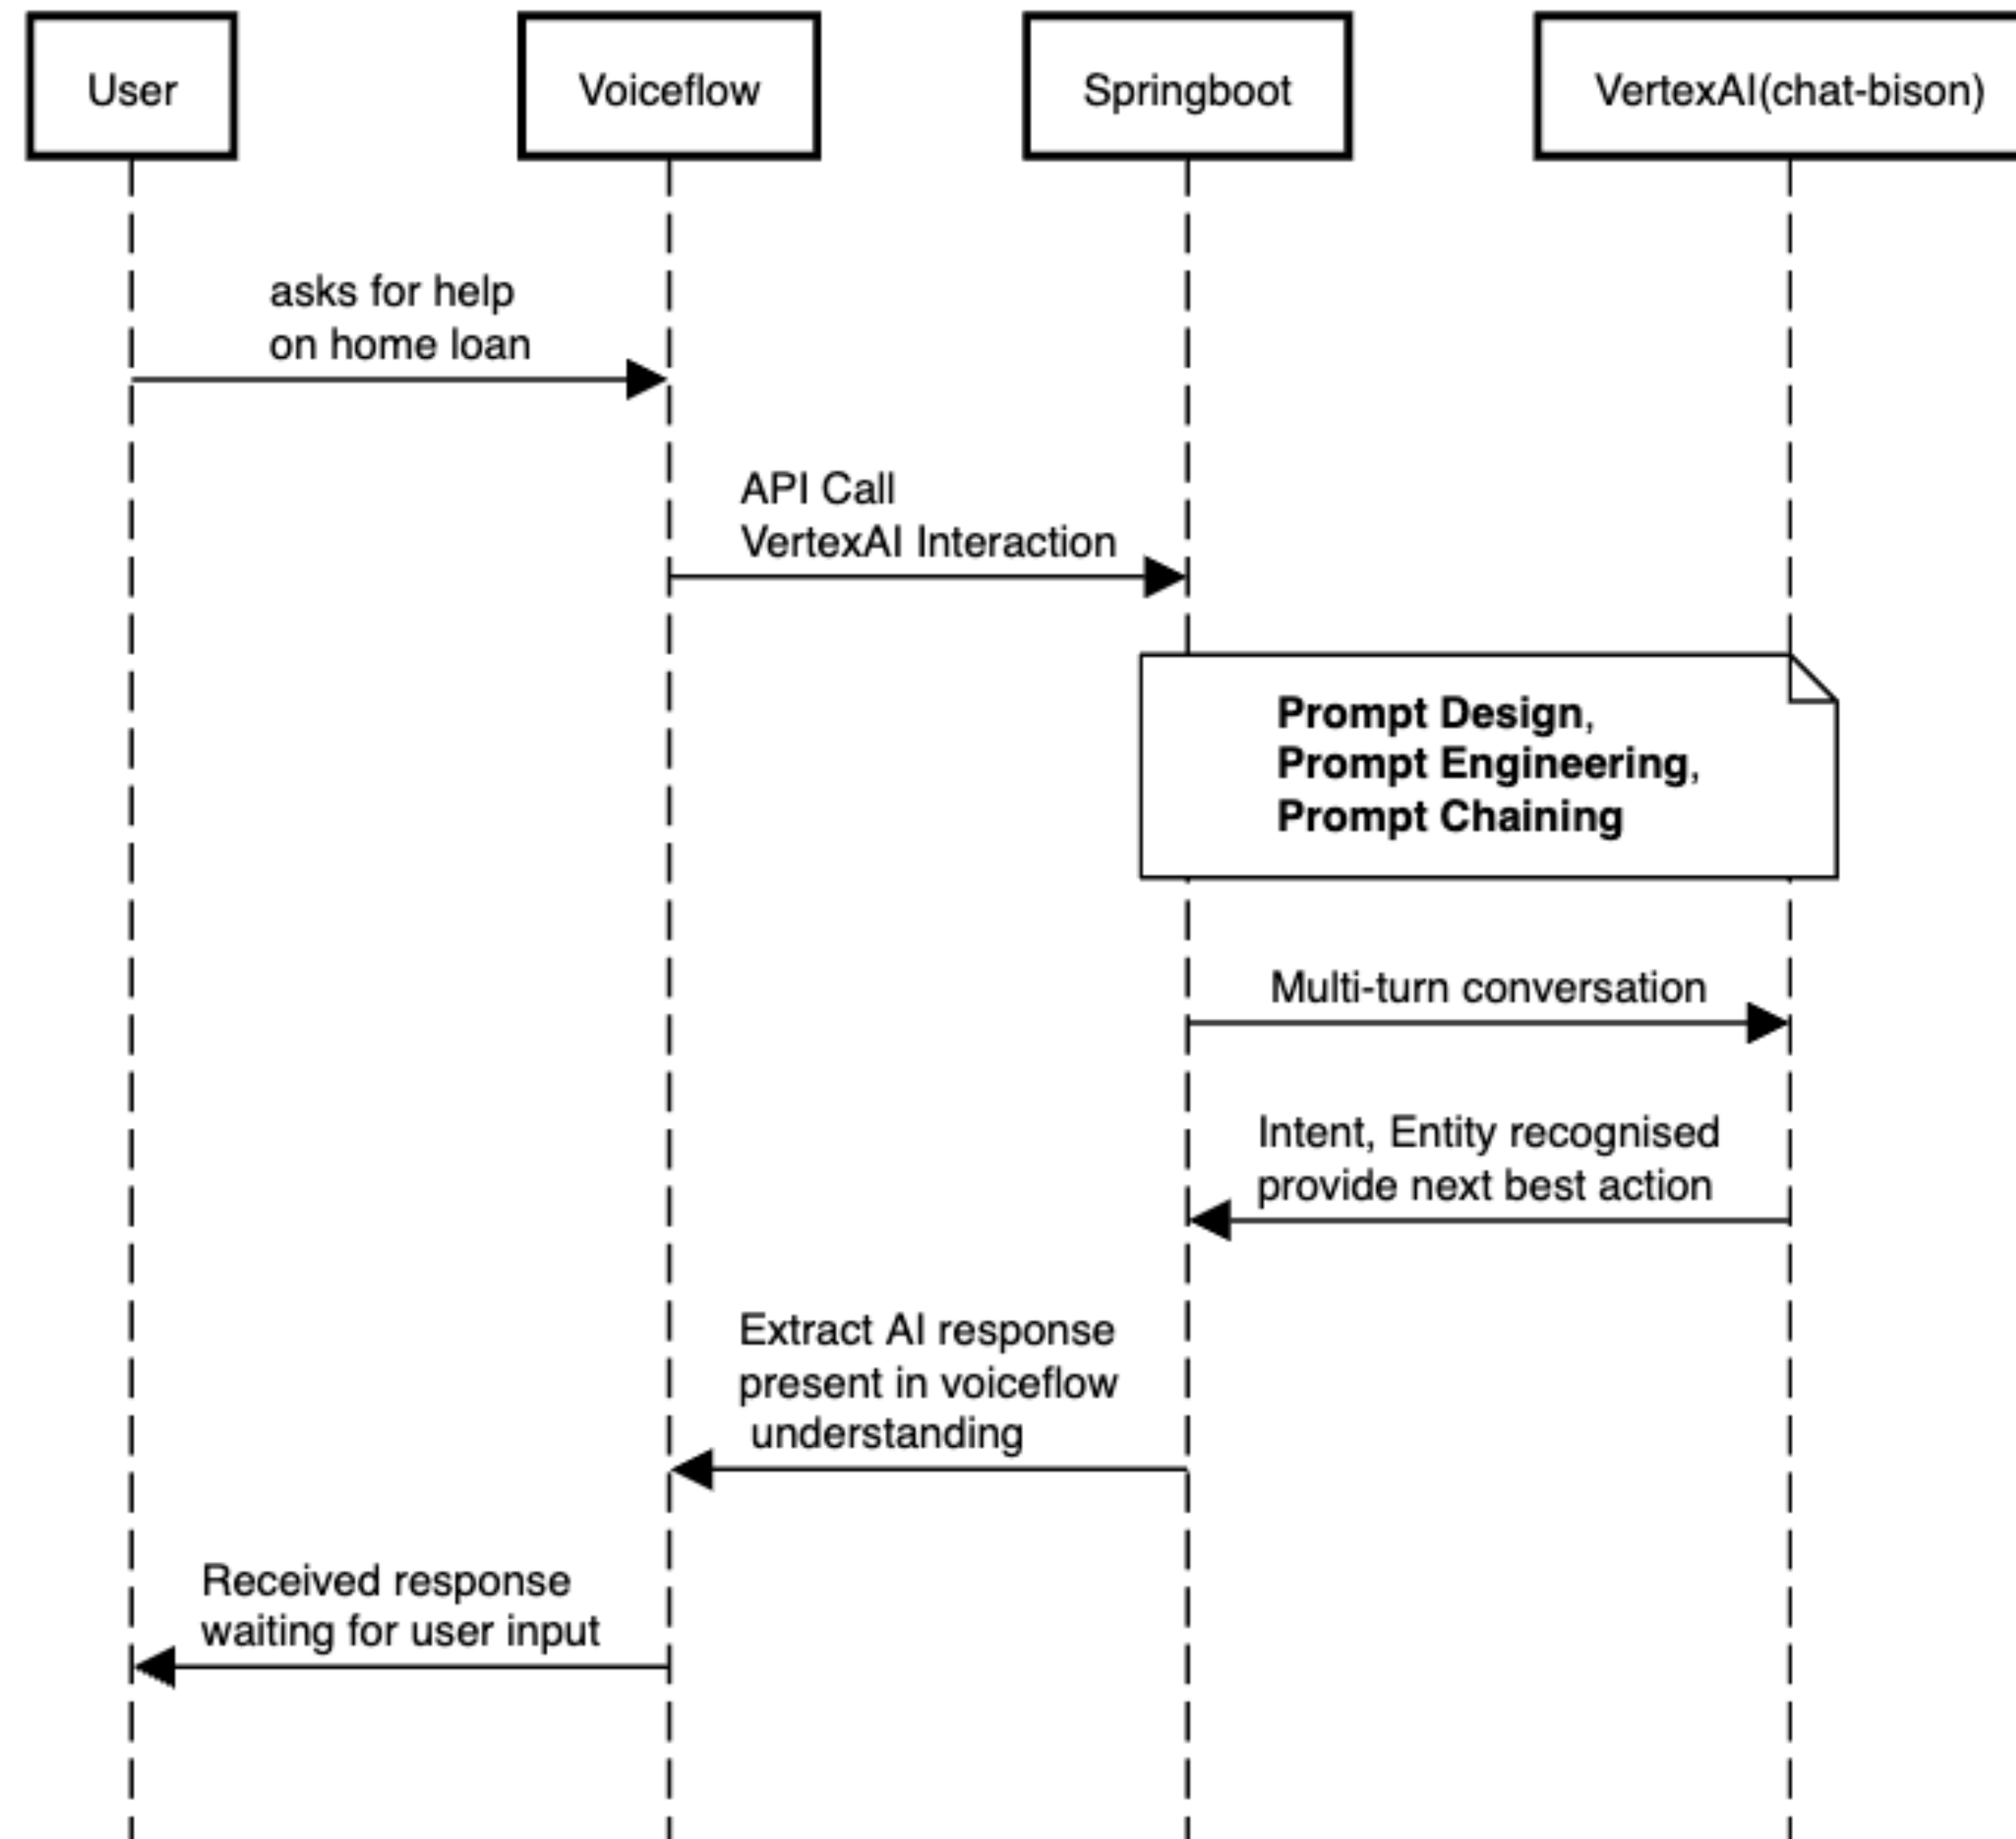 User
Voiceflow
Springboot
VertexAI(chat-bison)
asks for help
on home loan
API Call
VertexAI Interaction
Prompt Design,
Prompt Engineering,
Prompt Chaining
Multi-turn conversation
Intent, Entity recognised
provide next best action
Extract AI response
present in voiceflow
understanding
Received response
waiting for user input